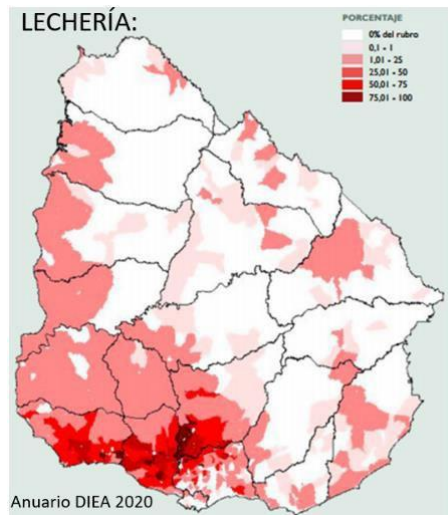 LECHERÍA:
PORCENTAJE
0% del rubro
0,1 - 1
1,01 - 25
25,01 - 50
50,01 - 75
75,01 - 100
Anuario DIEA 2020